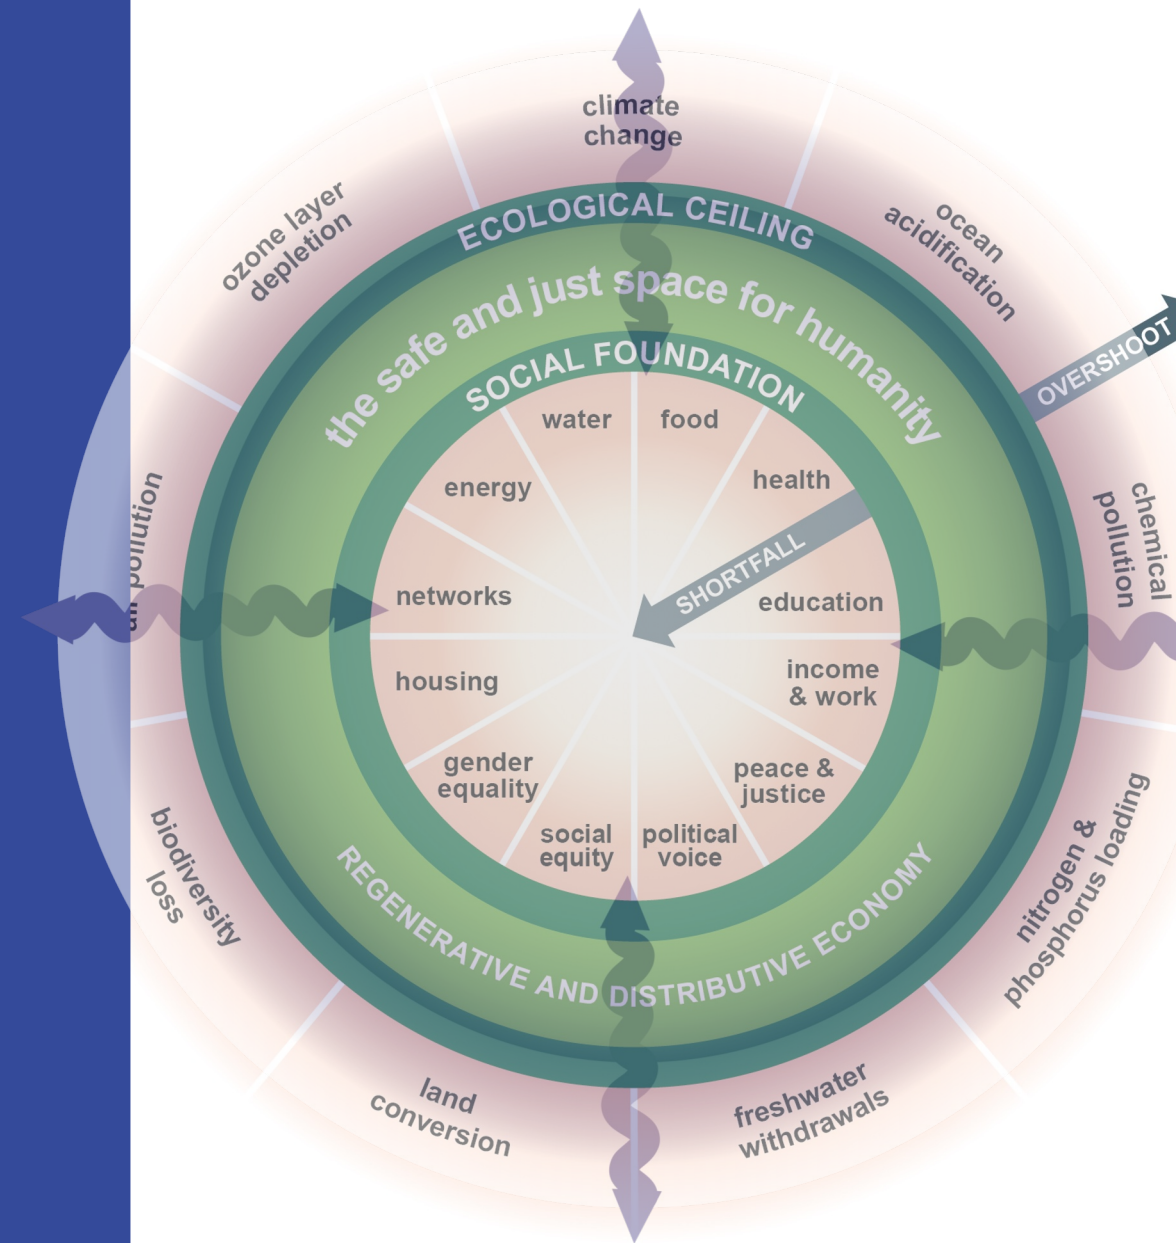 climate
change
ozone layer
depletion
ocean
acidification
ECOLOGICAL CEILING
the safe and just space for humanity
OVERSHOOT
SOCIAL FOUNDATION
water
food
energy
health
air pollution
chemical
pollution
SHORTFALL
networks
education
housing
income
& work
gender
equality
peace &
justice
social
equity
political
voice
biodiversity
loss
nitrogen &
phosphorus loading
REGENERATIVE AND DISTRIBUTIVE ECONOMY
land
conversion
freshwater
withdrawals